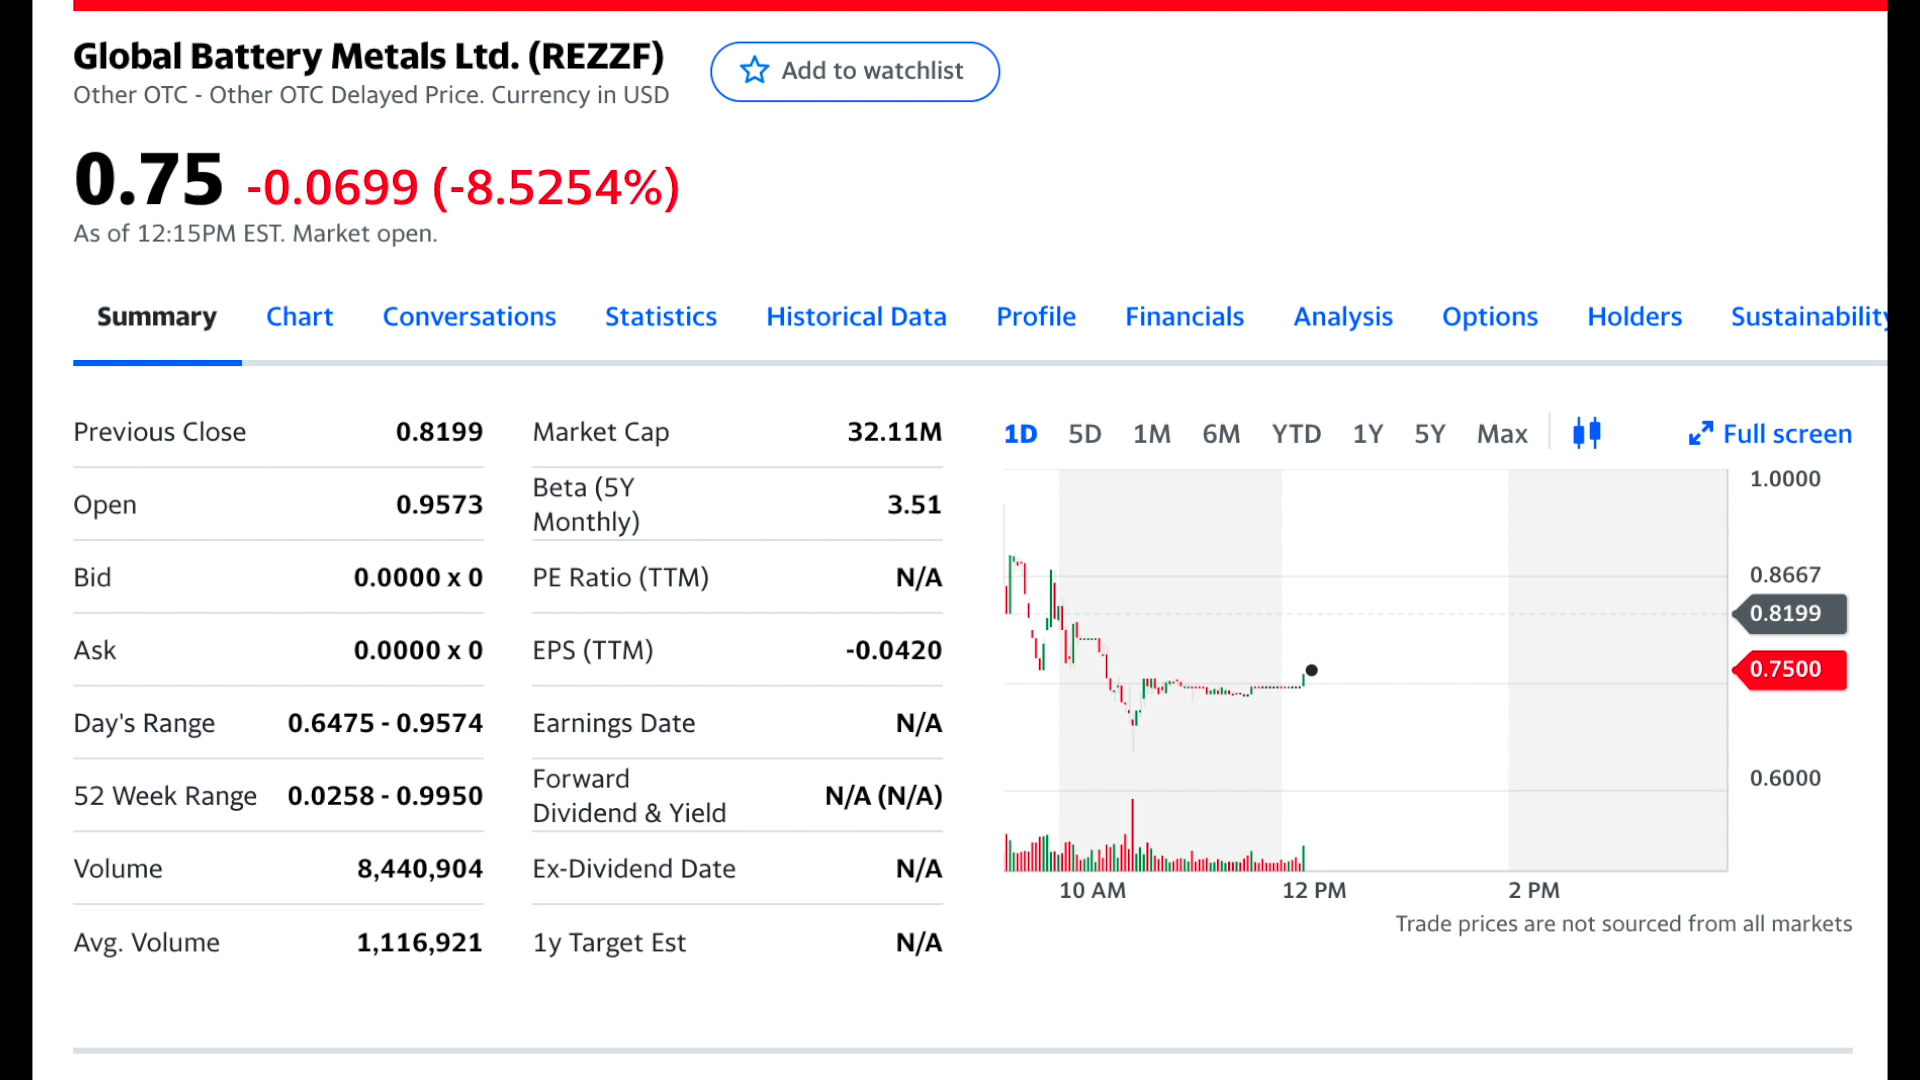 Global Battery Metals Ltd. (REZZF)
Add to watchlist
Other OTC - Other OTC Delayed Price. Currency in USD
0.75 -0.0699 (-8.5254%)
As of 12:15PM EST. Market open.
Summary Chart Conversations Statistics Historical Data Profile Financials Analysis Options Holders Sustainability
Previous Close 0.8199
Open 0.9573
Bid 0.0000 x 0
Ask 0.0000 x 0
Day's Range 0.6475 - 0.9574
52 Week Range 0.0258 - 0.9950
Volume 8,440,904
Avg. Volume 1,116,921
Market Cap 32.11M
Beta (5Y
Monthly) 3.51
PE Ratio (TTM) N/A
EPS (TTM) -0.0420
Earnings Date N/A
Forward
Dividend & Yield N/A (N/A)
Ex-Dividend Date N/A
1y Target Est N/A
1D 5D 1M 6M YTD 1Y 5Y Max Full screen
1.0000
0.8667
0.8199
0.7500
0.6000
10 AM 12 PM 2 PM
Trade prices are not sourced from all markets